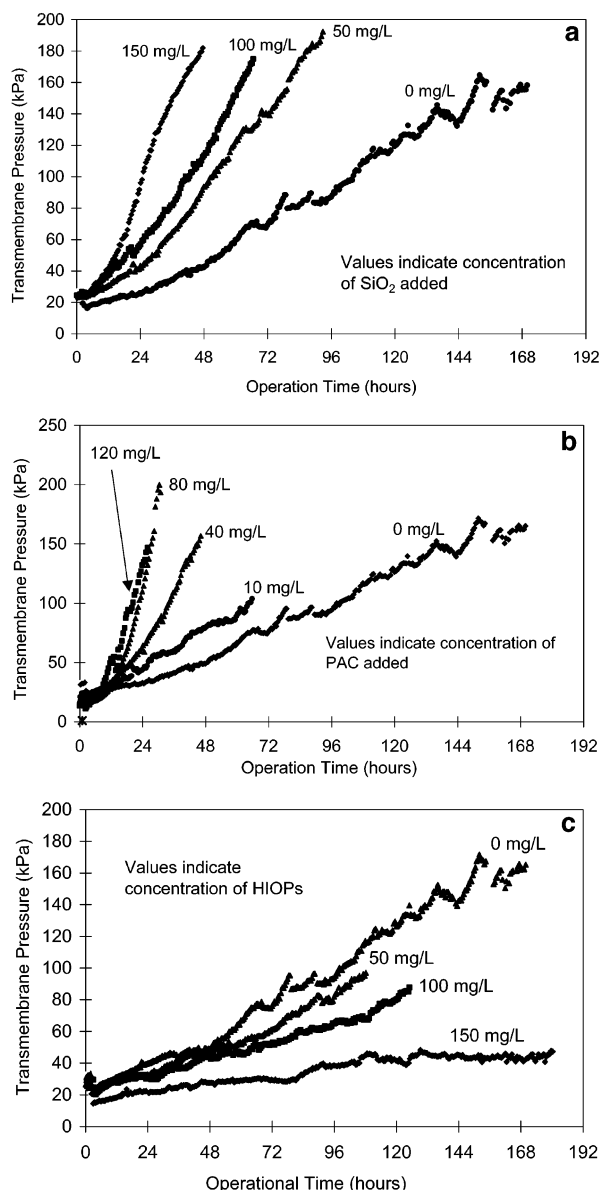 a
200
180
160
140
120
100
80
60
40
20
0
Transmembrane Pressure (kPa)
150 mg/L
100 mg/L
50 mg/L
0 mg/L
Values indicate concentration
of SiO₂ added
0 24 48 72 96 120 144 168 192
Operation Time (hours)
b
250
200
150
100
50
0
Transmembrane Pressure (kPa)
120 mg/L
80 mg/L
40 mg/L
10 mg/L
0 mg/L
Values indicate concentration of
PAC added
0 24 48 72 96 120 144 168 192
Operation Time (hours)
c
200
180
160
140
120
100
80
60
40
20
0
Transmembrane Pressure (kPa)
Values indicate
concentration of HIOPs
0 mg/L
50 mg/L
100 mg/L
150 mg/L
0 24 48 72 96 120 144 168 192
Operational Time (hours)